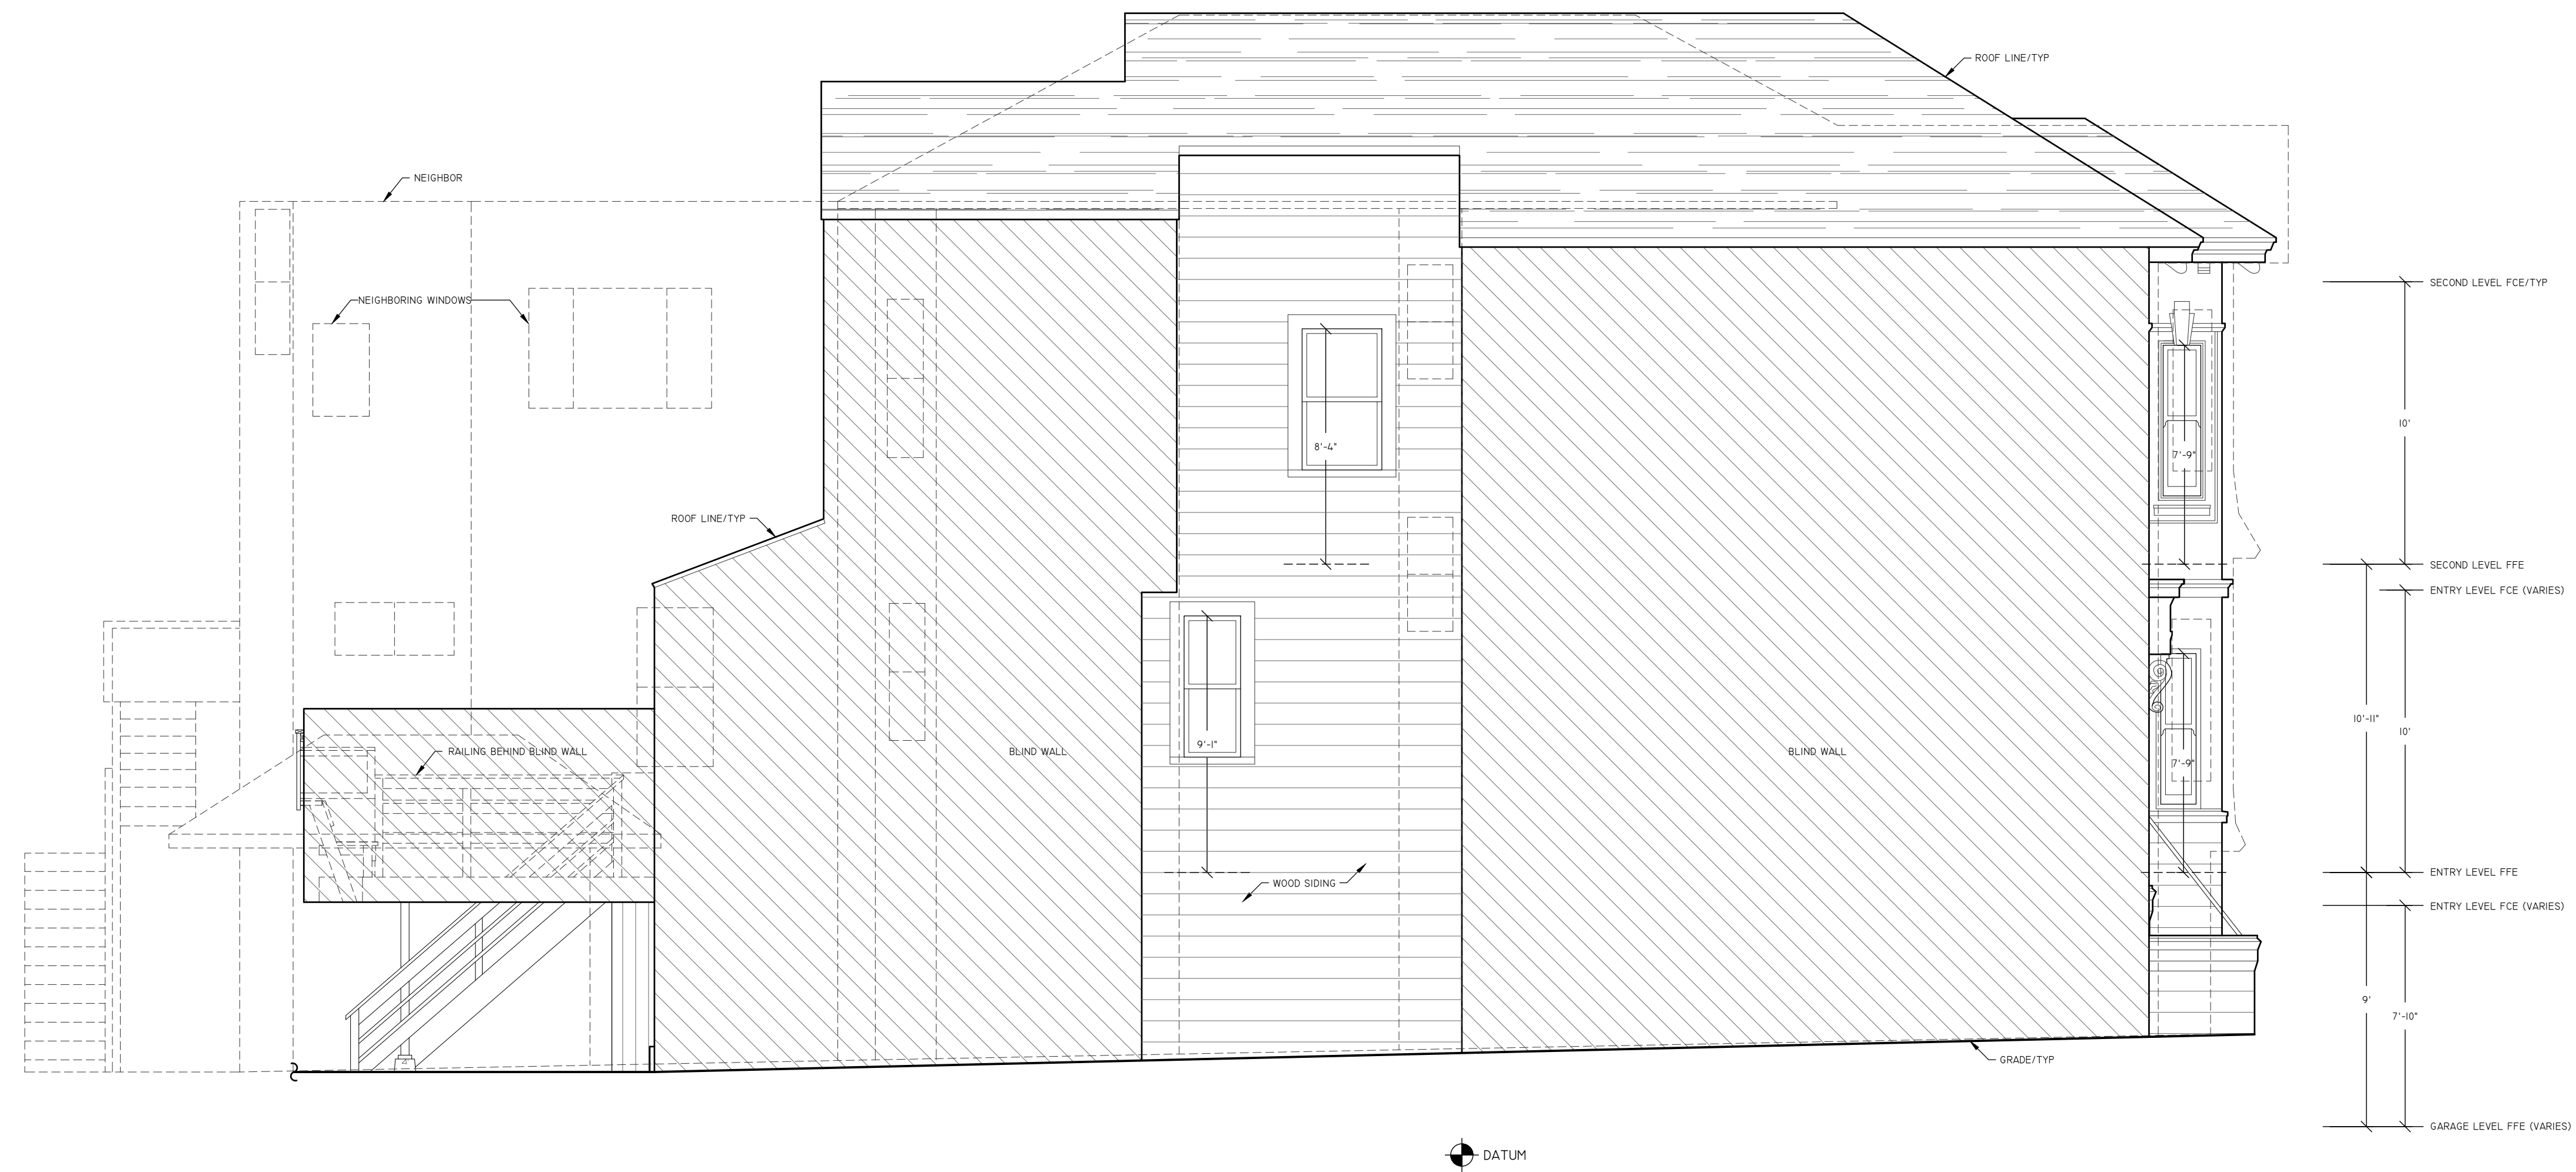 ROOF LINE/TYP
NEIGHBOR
SECOND LEVEL FCE/TYP
NEIGHBORING WINDOWS
10'
8'-4"
7'-9"
ROOF LINE/TYP
SECOND LEVEL FFE
ENTRY LEVEL FCE (VARIES)
10'-11"
10'
9'-1"
RAILING BEHIND BLIND WALL
BLIND WALL
BLIND WALL
7'-9"
ENTRY LEVEL FFE
WOOD SIDING
ENTRY LEVEL FCE (VARIES)
9'
7'-10"
GRADE/TYP
GARAGE LEVEL FFE (VARIES)
DATUM